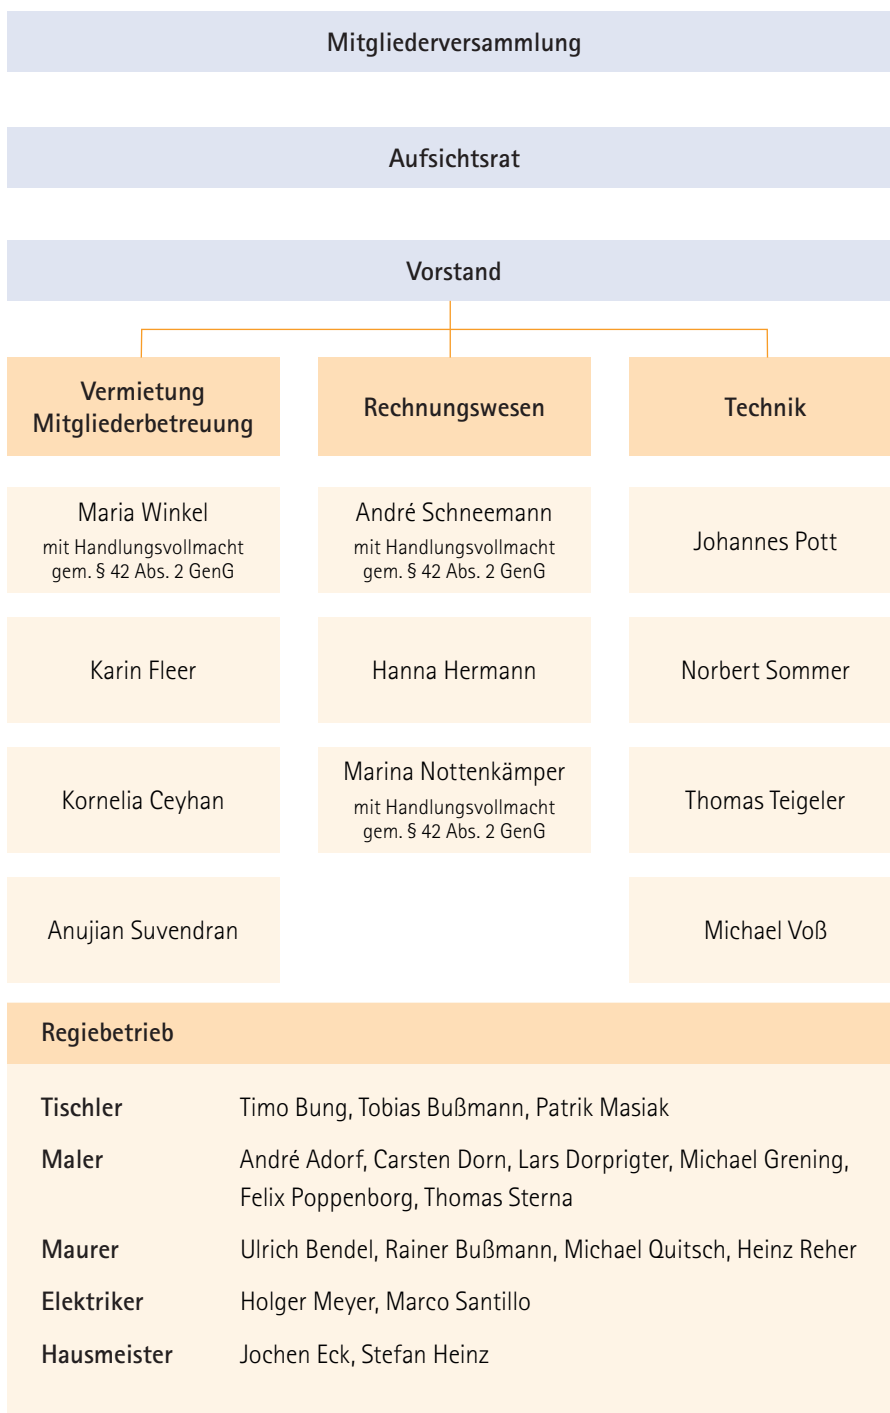 Mitgliederversammlung
Aufsichtsrat
Vorstand
Vermietung
Mitgliederbetreuung
Rechnungswesen
Technik
Maria Winkel
mit Handlungsvollmacht
gem. § 42 Abs. 2 GenG
André Schneemann
mit Handlungsvollmacht
gem. § 42 Abs. 2 GenG
Johannes Pott
Karin Fleer
Hanna Hermann
Norbert Sommer
Kornelia Ceyhan
Marina Nottenkämper
mit Handlungsvollmacht
gem. § 42 Abs. 2 GenG
Thomas Teigeler
Anujian Suvendran
Michael Voß
Regiebetrieb
Tischler Timo Bung, Tobias Bußmann, Patrik Masiak
Maler André Adorf, Carsten Dorn, Lars Dorprigter, Michael Grening,
Felix Poppenborg, Thomas Sterna
Maurer Ulrich Bendel, Rainer Bußmann, Michael Quitsch, Heinz Reher
Elektriker Holger Meyer, Marco Santillo
Hausmeister Jochen Eck, Stefan Heinz